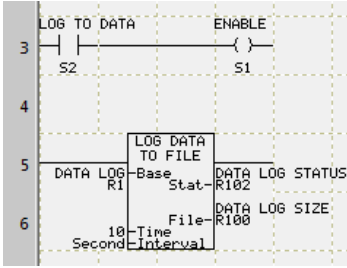 LOG TO DATA ENABLE
3
S2 S1
4
LOG DATA
TO FILE
5
DATA LOG Base DATA LOG STATUS
R1 Stat R102
DATA LOG SIZE
6 File R100
10 Time
Second Interval